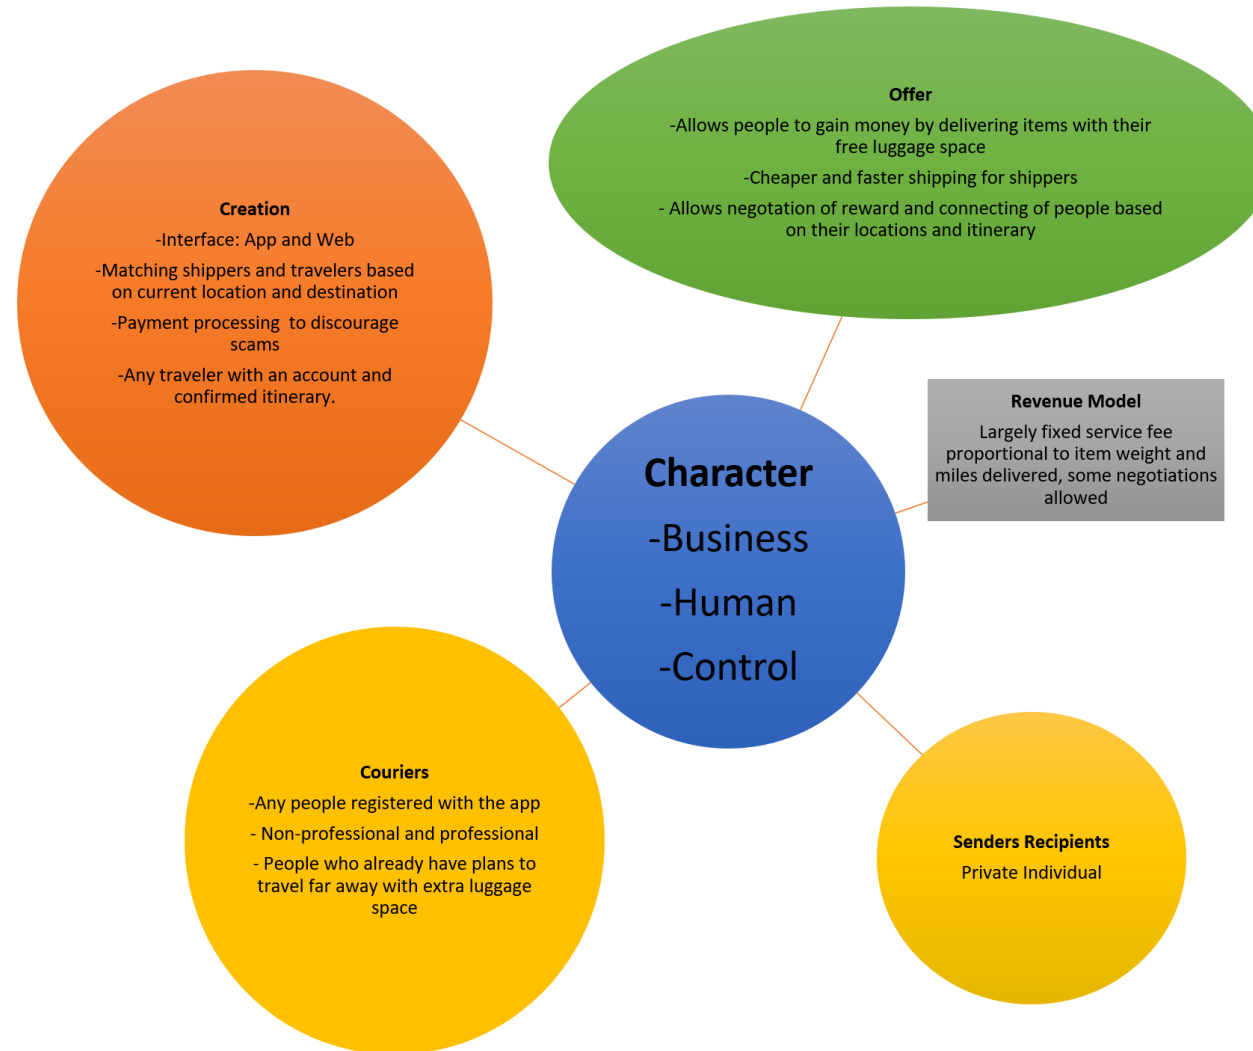 Offer
-Allows people to gain money by delivering items with their
free luggage space
-Cheaper and faster shipping for shippers
- Allows negotation of reward and connecting of people based
on their locations and itinerary
Creation
-Interface: App and Web
-Matching shippers and travelers based
on current location and destination
-Payment processing  to discourage
scams
-Any traveler with an account and
confirmed itinerary.
Revenue Model
Largely fixed service fee
proportional to item weight and
miles delivered, some negotiations
allowed
Character
-Business
-Human
-Control
Couriers
-Any people registered with the app
- Non-professional and professional
- People who already have plans to
travel far away with extra luggage
space
Senders Recipients
Private Individual